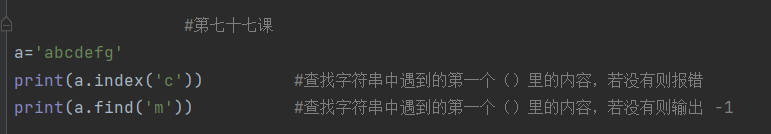 #第七十七课
a='abcdefg'
print(a.index('c')) #查找字符串中遇到的第一个（）里的内容，若没有则报错
print(a.find('m')) #查找字符串中遇到的第一个（）里的内容，若没有则输出 -1